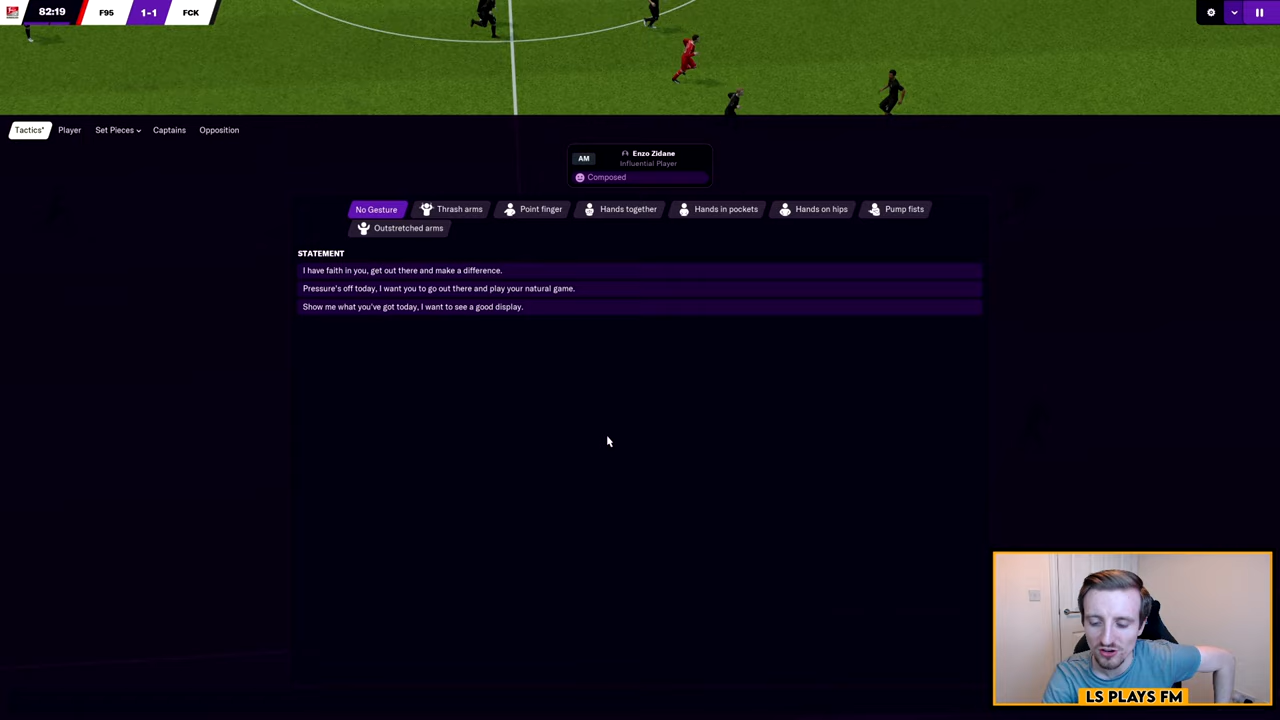 82:19 F95 1-1 FCK
Tactics* Player Set Pieces Captains Opposition
AM Enzo Zidane
Influential Player
Composed
No Gesture Thrash arms Point finger Hands together Hands in pockets Hands on hips Pump fists
Outstretched arms
STATEMENT
I have faith in you, get out there and make a difference.
Pressure's off today, I want you to go out there and play your natural game.
Show me what you've got today, I want to see a good display.
LS PLAYS FM